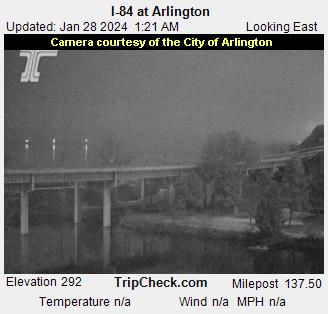 I-84 at Arlington
Updated: Jan 28 2024 1:21 AM Looking East
Camera courtesy of the City of Arlington
Elevation 292 TripCheck.com Milepost 137.50
Temperature n/a Wind n/a MPH n/a